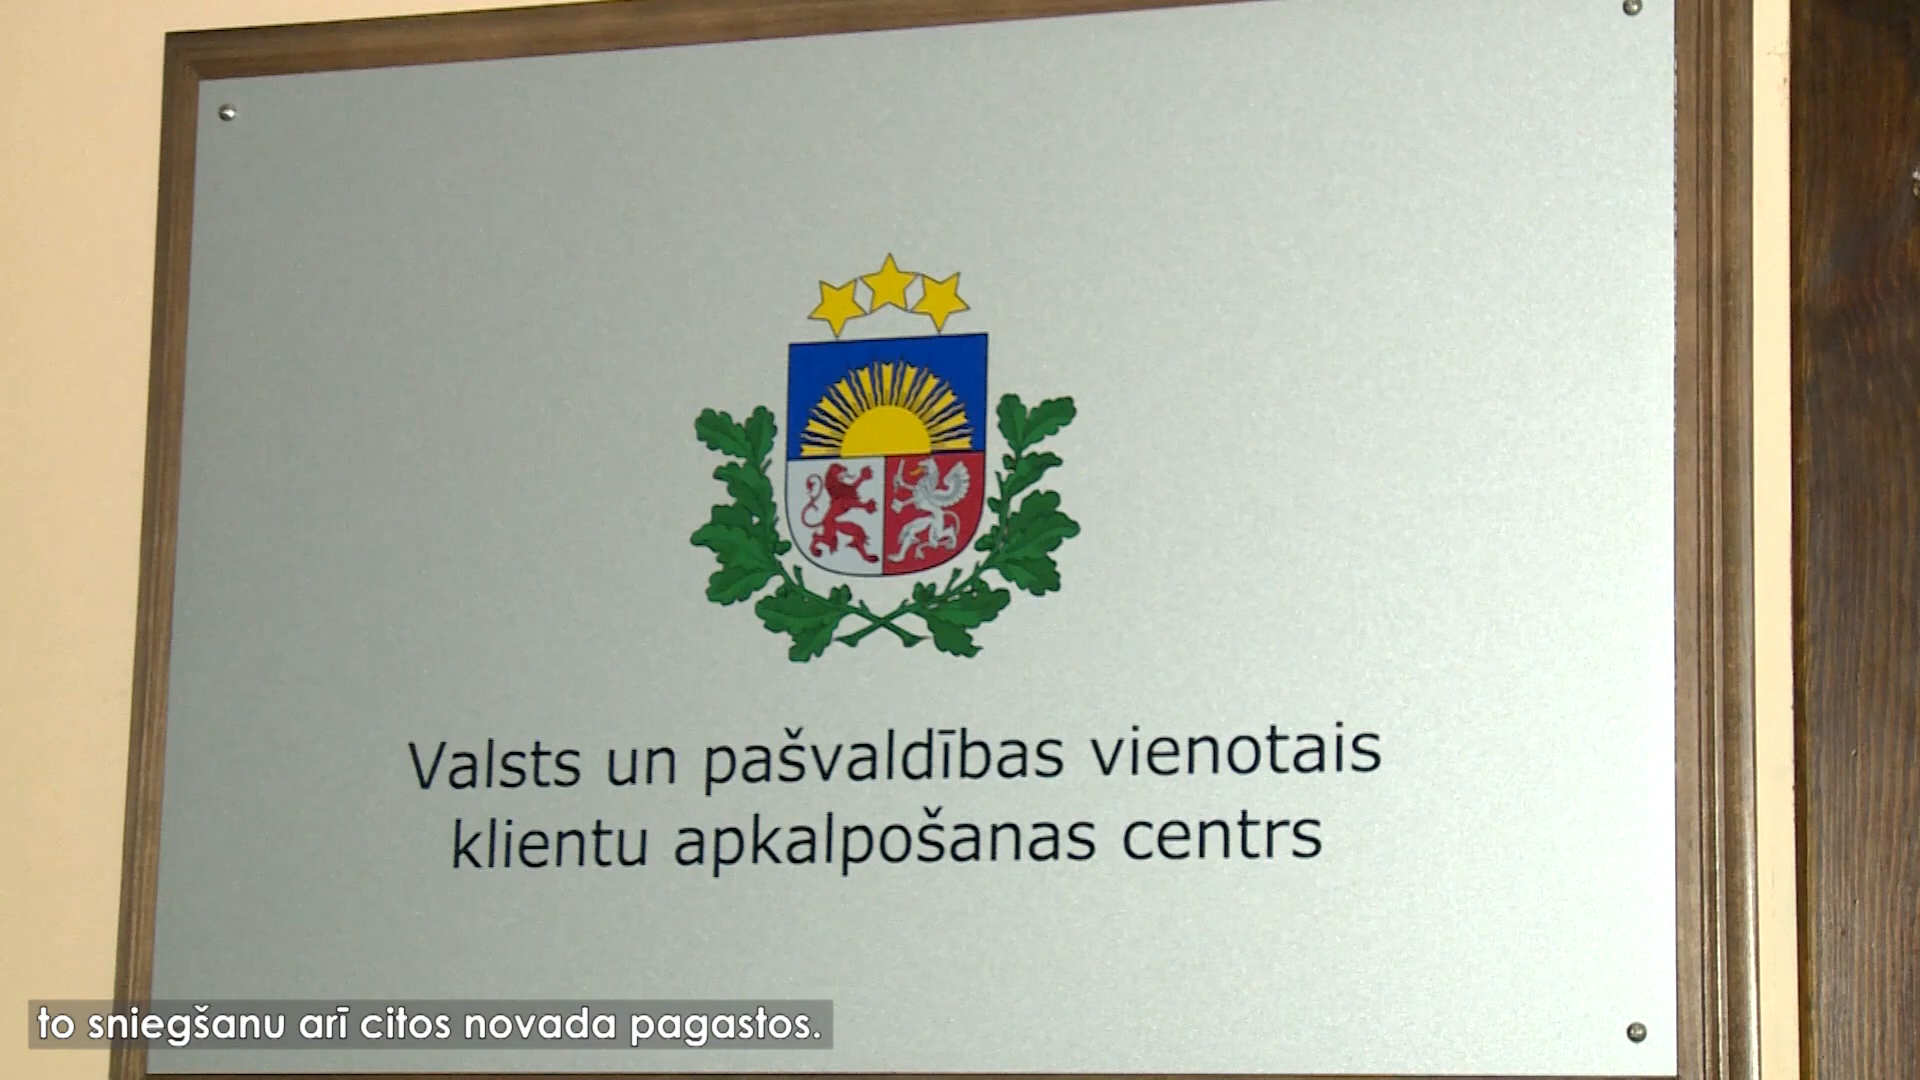 Valsts un pašvaldības vienotais
klientu apkalpošanas centrs
to sniegšanu arī citos novada pagastos.